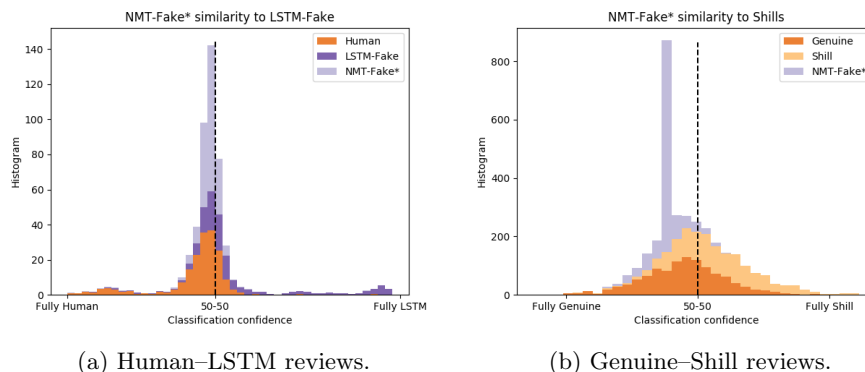 NMT-Fake* similarity to LSTM-Fake
Human
LSTM-Fake
NMT-Fake*
140
120
100
80
60
40
20
0
Histogram
Fully Human
50-50
Fully LSTM
Classification confidence
(a) Human–LSTM reviews.
NMT-Fake* similarity to Shills
Genuine
Shill
NMT-Fake*
800
600
400
200
0
Histogram
Fully Genuine
50-50
Fully Shill
Classification confidence
(b) Genuine–Shill reviews.